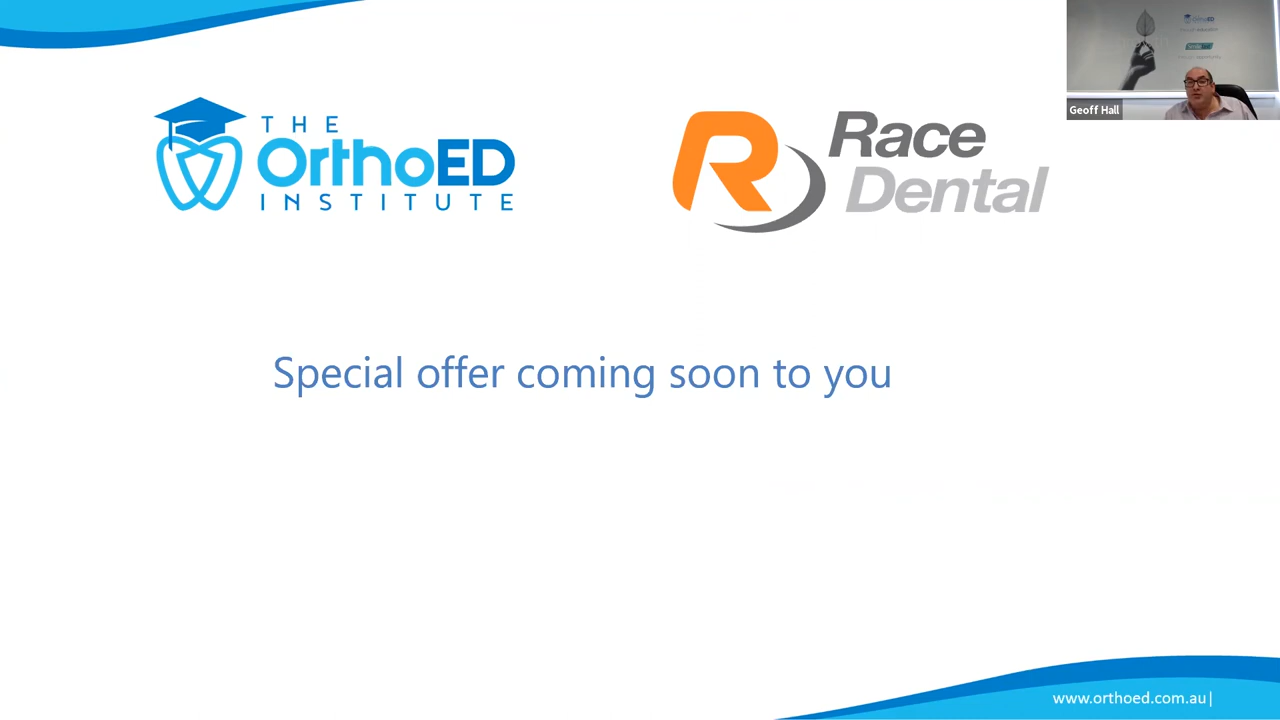 THE
OrthoED
INSTITUTE
Race
Dental
Geoff Hall
Special offer coming soon to you
www.orthoed.com.au|